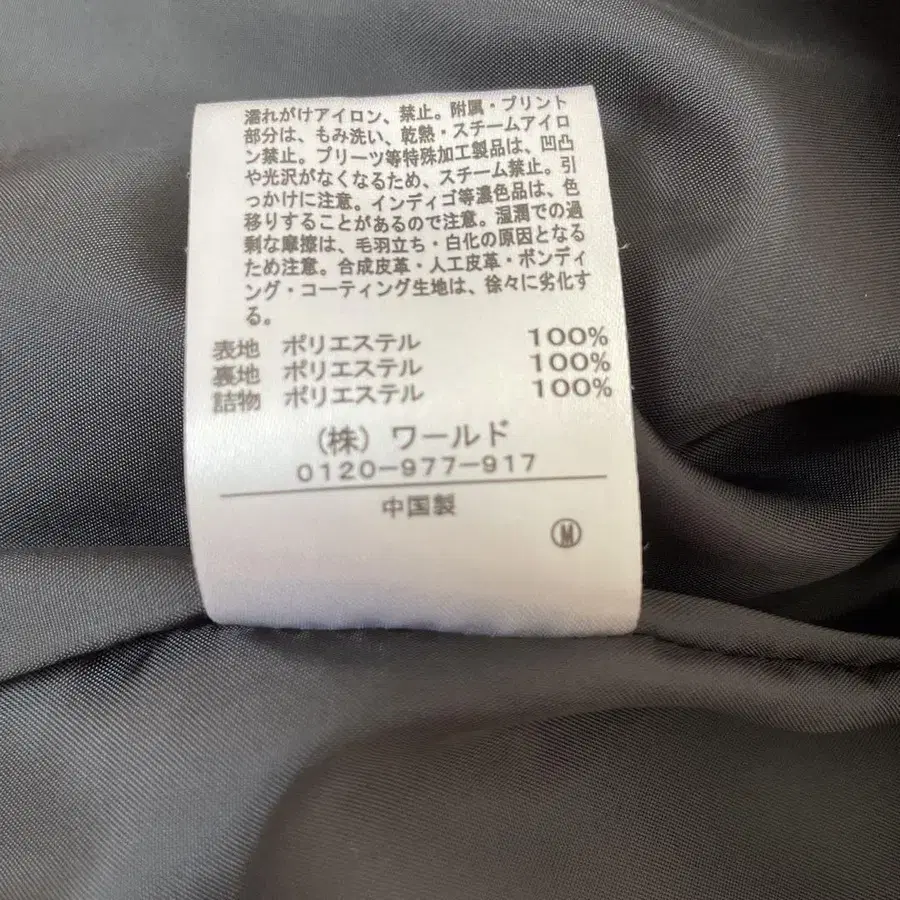 濡れがけアイロン、禁止。附属・プリント
部分は、もみ洗い、乾熱・スチームアイロ
ン禁止。プリーツ等特殊加工製品は、凹凸
や光沢がなくなるため、スチーム禁止。引
っかけに注意。インディゴ等濃色品は、色
移りすることがあるので注意。湿潤での過
剰な摩擦は、毛羽立ち・白化の原因となる
ため注意。合成皮革・人工皮革・ボンディ
ング・コーティング生地は、徐々に劣化す
る。
表地 ポリエステル 100%
裏地 ポリエステル 100%
詰物 ポリエステル 100%
(株) ワールド
0120-977-917
中国製
Ⓜ